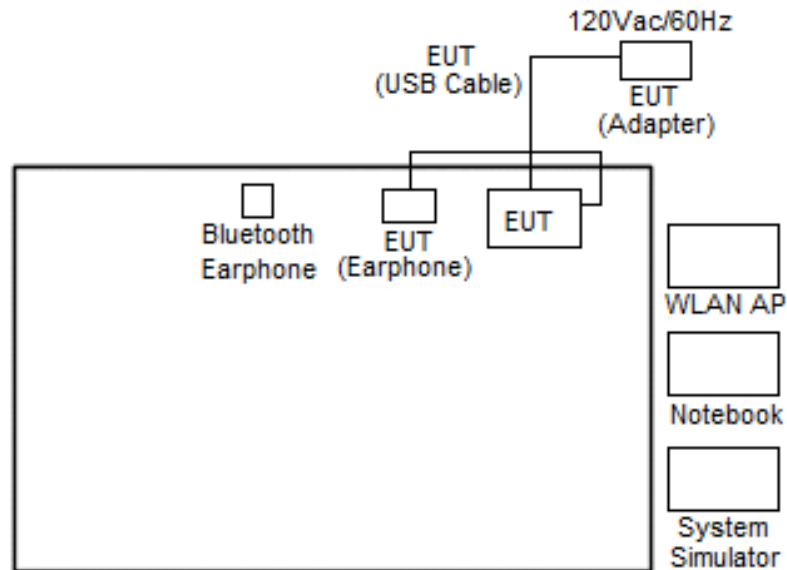 120Vac/60Hz
EUT
(USB Cable)
EUT
(Adapter)
Bluetooth
Earphone
EUT
(Earphone)
EUT
WLAN AP
Notebook
System
Simulator